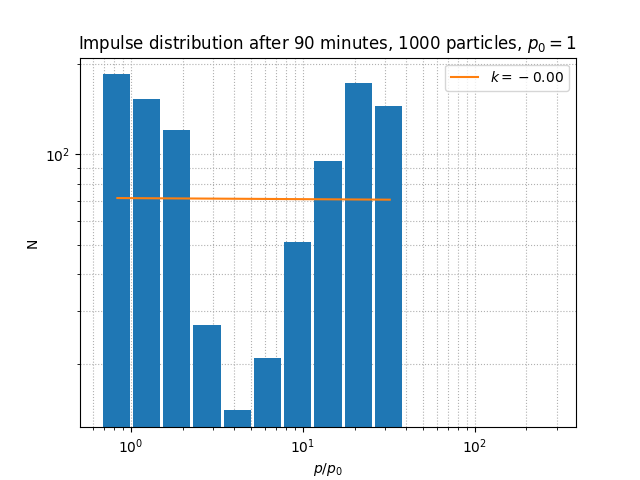 Impulse distribution after 90 minutes, 1000 particles, $p_0 = 1$
$k = -0.00$
$10^2$
N
$10^0$ $10^1$ $10^2$
$p/p_0$